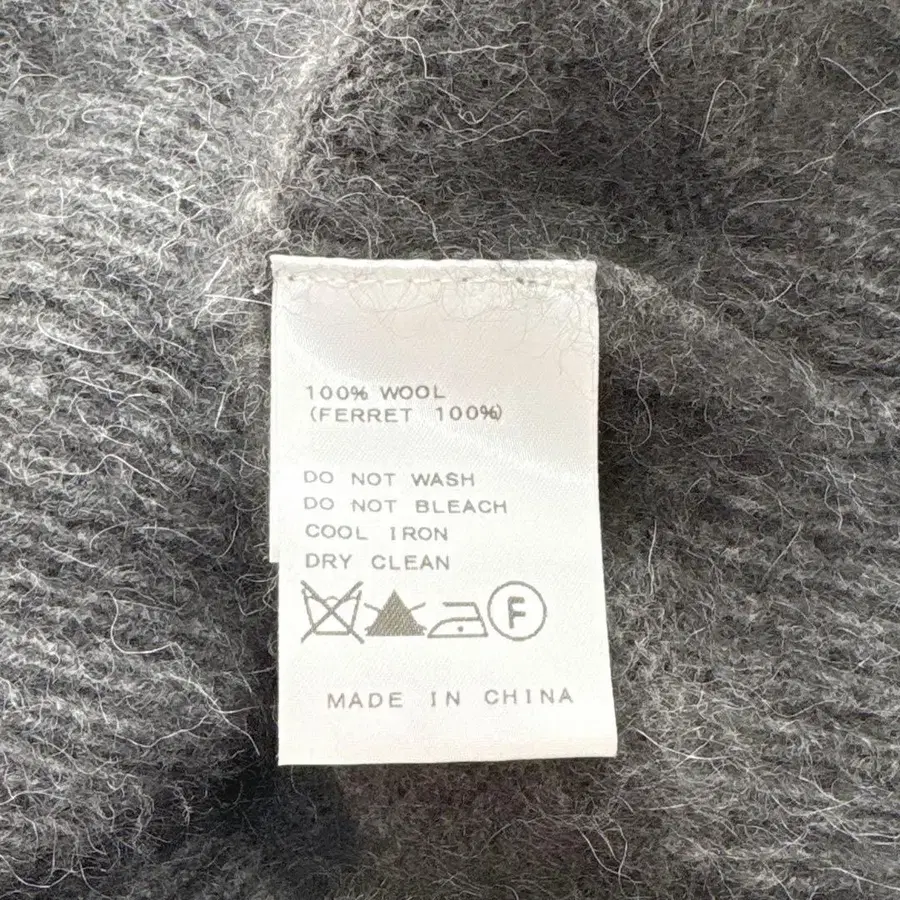 100% WOOL
(FERRET 100%)
DO NOT WASH
DO NOT BLEACH
COOL IRON
DRY CLEAN
F
MADE IN CHINA